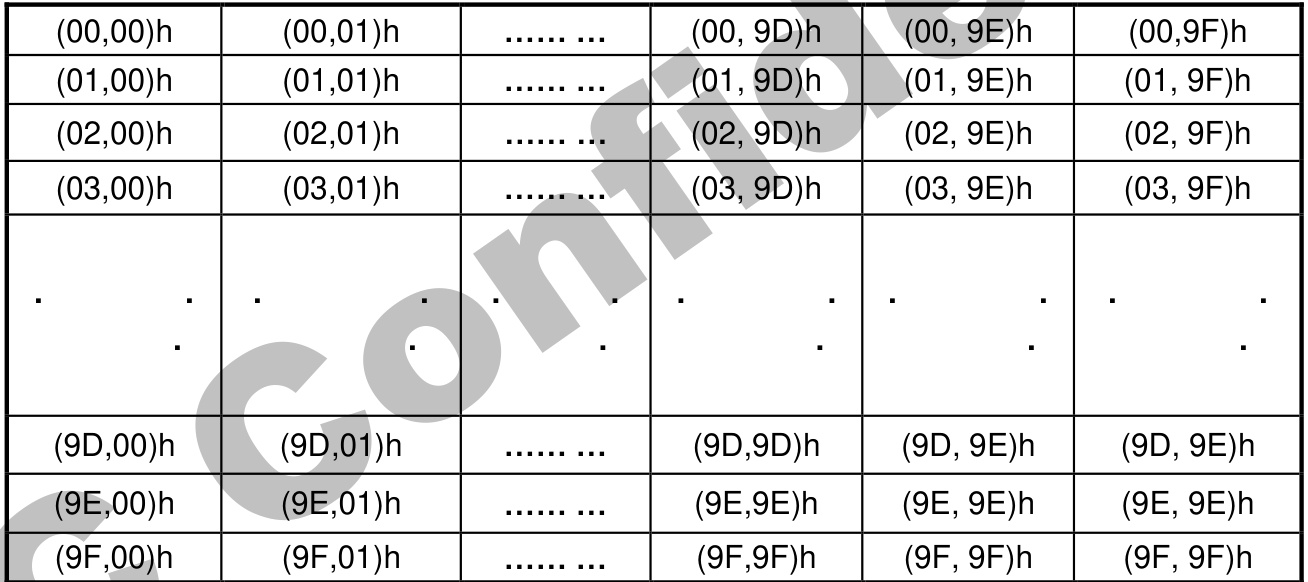 (00,00)h (00,01)h ...... ... (00, 9D)h (00, 9E)h (00,9F)h
(01,00)h (01,01)h ...... ... (01, 9D)h (01, 9E)h (01, 9F)h
(02,00)h (02,01)h ...... ... (02, 9D)h (02, 9E)h (02, 9F)h
(03,00)h (03,01)h ...... ... (03, 9D)h (03, 9E)h (03, 9F)h
. . . . . . . . . . . .
. . . . . .
(9D,00)h (9D,01)h ...... ... (9D,9D)h (9D, 9E)h (9D, 9E)h
(9E,00)h (9E,01)h ...... ... (9E,9E)h (9E, 9E)h (9E, 9E)h
(9F,00)h (9F,01)h ...... ... (9F,9F)h (9F, 9F)h (9F, 9F)h
Confide